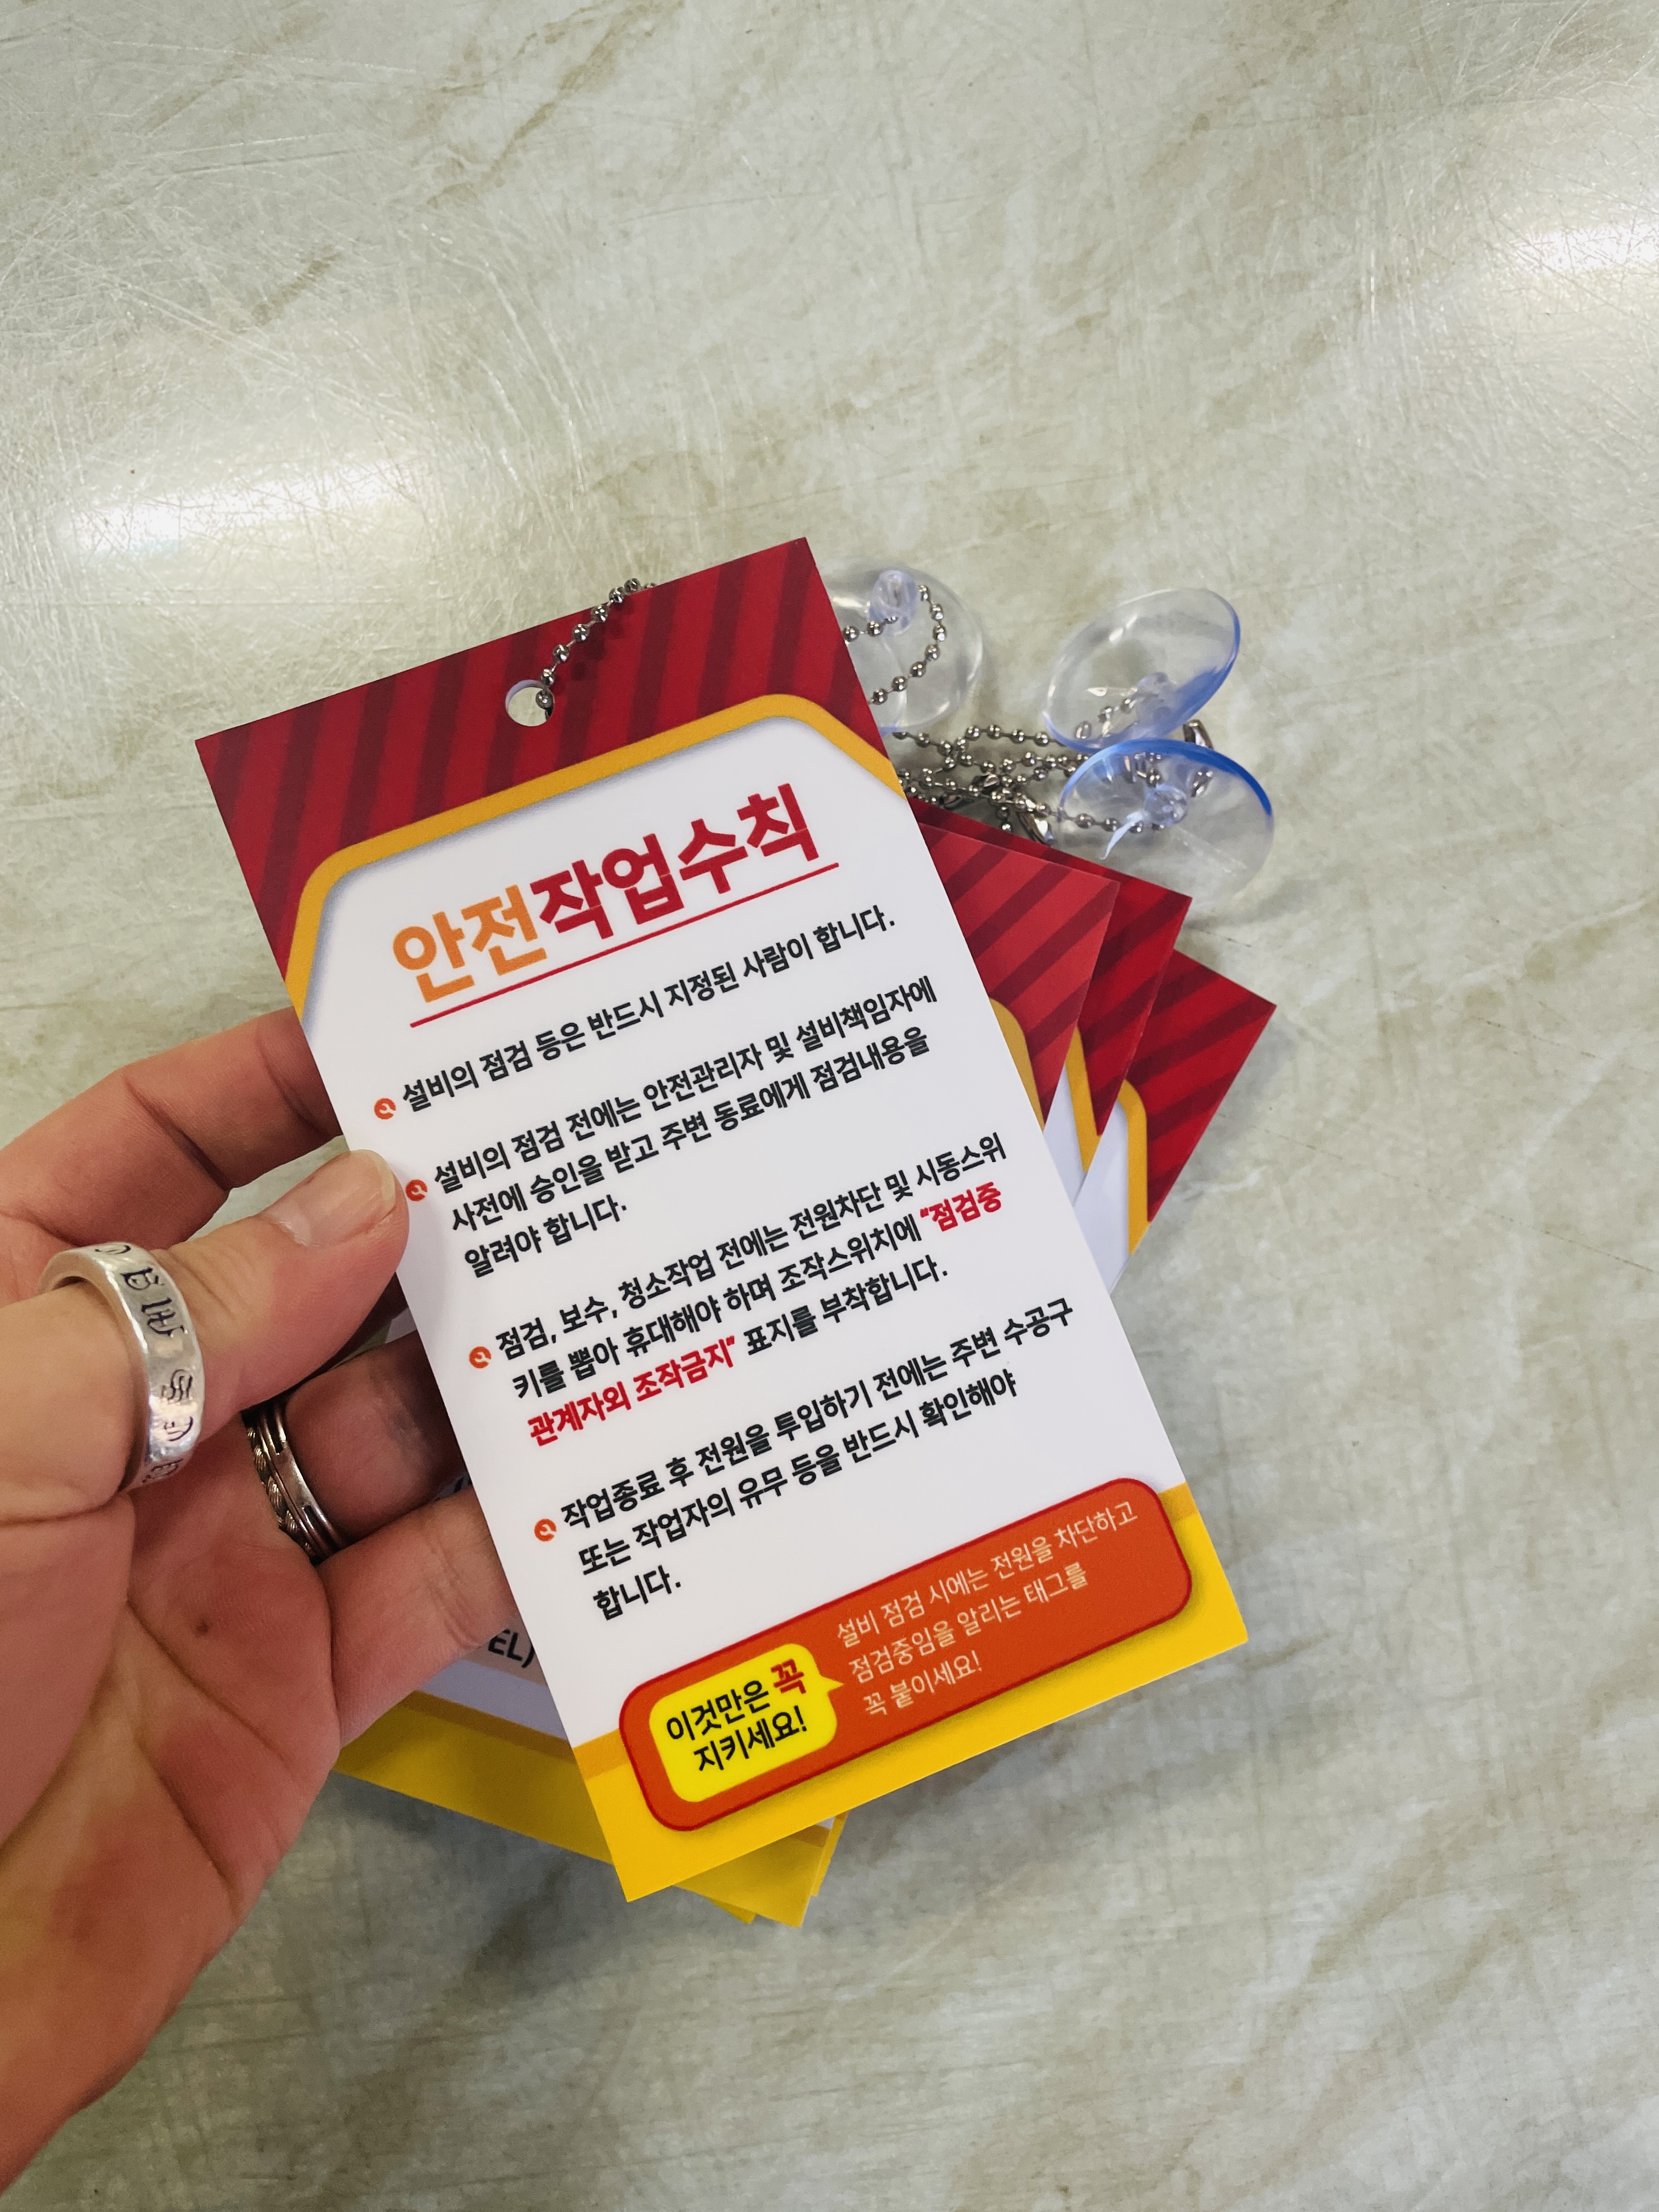 안전작업수칙
설비의 점검 등은 반드시 지정된 사람이 합니다.
설비의 점검 전에는 안전관리자 및 설비책임자에
사전에 승인을 받고 주변 동료에게 점검내용을
알려야 합니다.
점검, 보수, 청소작업 전에는 전원차단 및 시동스위
키를 뽑아 휴대해야 하며 조작스위치에 "점검중
관계자외 조작금지" 표지를 부착합니다.
작업종료 후 전원을 투입하기 전에는 주변 수공구
또는 작업자의 유무 등을 반드시 확인해야
합니다.
이것만은 꼭
지키세요!
설비 점검 시에는 전원을 차단하고
점검중임을 알리는 태그를
꼭 붙이세요!
EL)